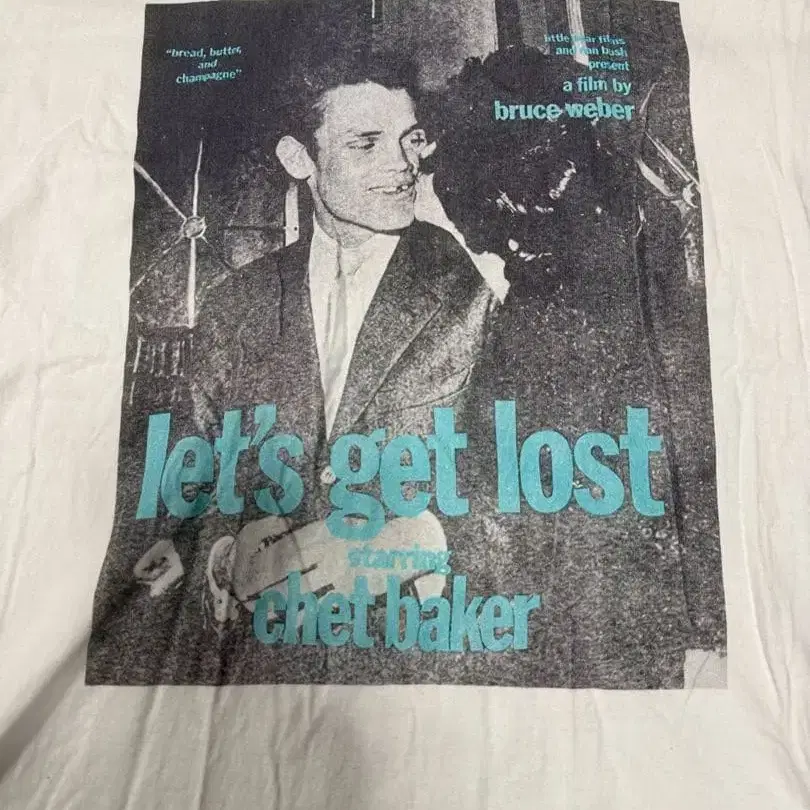 "bread, butter,
and
champagne"
little bear films
and nan bush
present
a film by
bruce weber
let's get lost
starring
chet baker